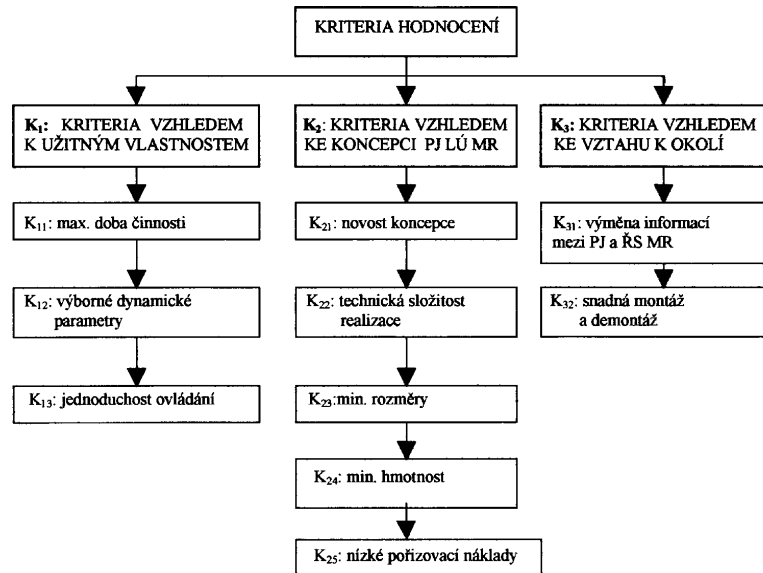 KRITERIA HODNOCENÍ
K₁: KRITERIA VZHLEDEM
K UŽITNÝM VLASTNOSTEM
K₂: KRITERIA VZHLEDEM
KE KONCEPCI PJ LÚ MR
K₃: KRITERIA VZHLEDEM
KE VZTAHU K OKOLÍ
K₁₁: max. doba činnosti
K₁₂: výborné dynamické
parametry
K₁₃: jednoduchost ovládání
K₂₁: novost koncepce
K₂₂: technická složitost
realizace
K₂₃:min. rozměry
K₂₄: min. hmotnost
K₂₅: nízké pořizovací náklady
K₃₁: výměna informací
mezi PJ a ŘS MR
K₃₂: snadná montáž
a demontáž